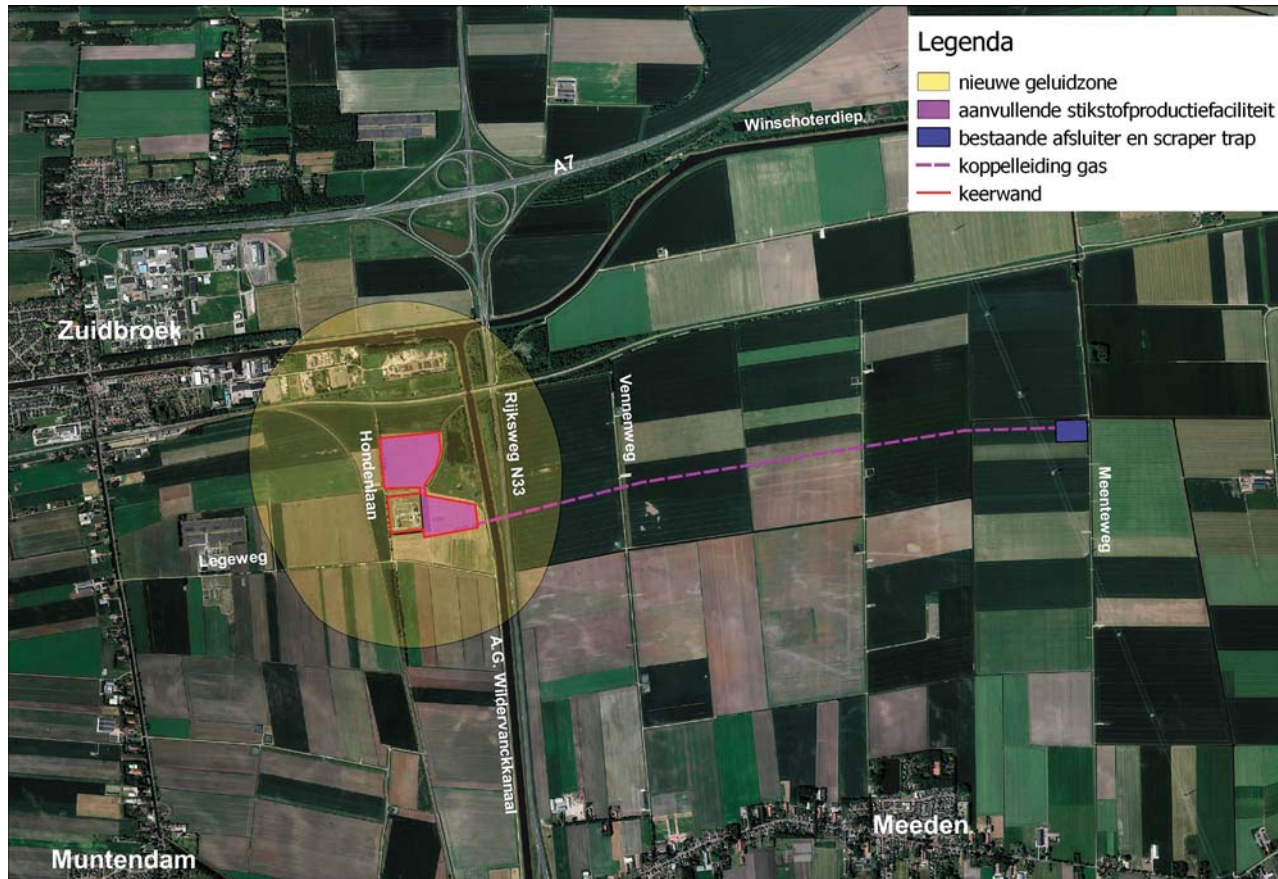 Legenda
nieuwe geluidzone
aanvullende stikstofproductiefaciliteit
bestaande afsluiter en scraper trap
koppelleiding gas
keerwand
Winschoterdiep
A7
Zuidbroek
Vennenweg
Rijksweg N33
Hondenlaan
Meenteweg
Legeweg
A.G. Wildervanckkanaal
Meeden
Muntendam